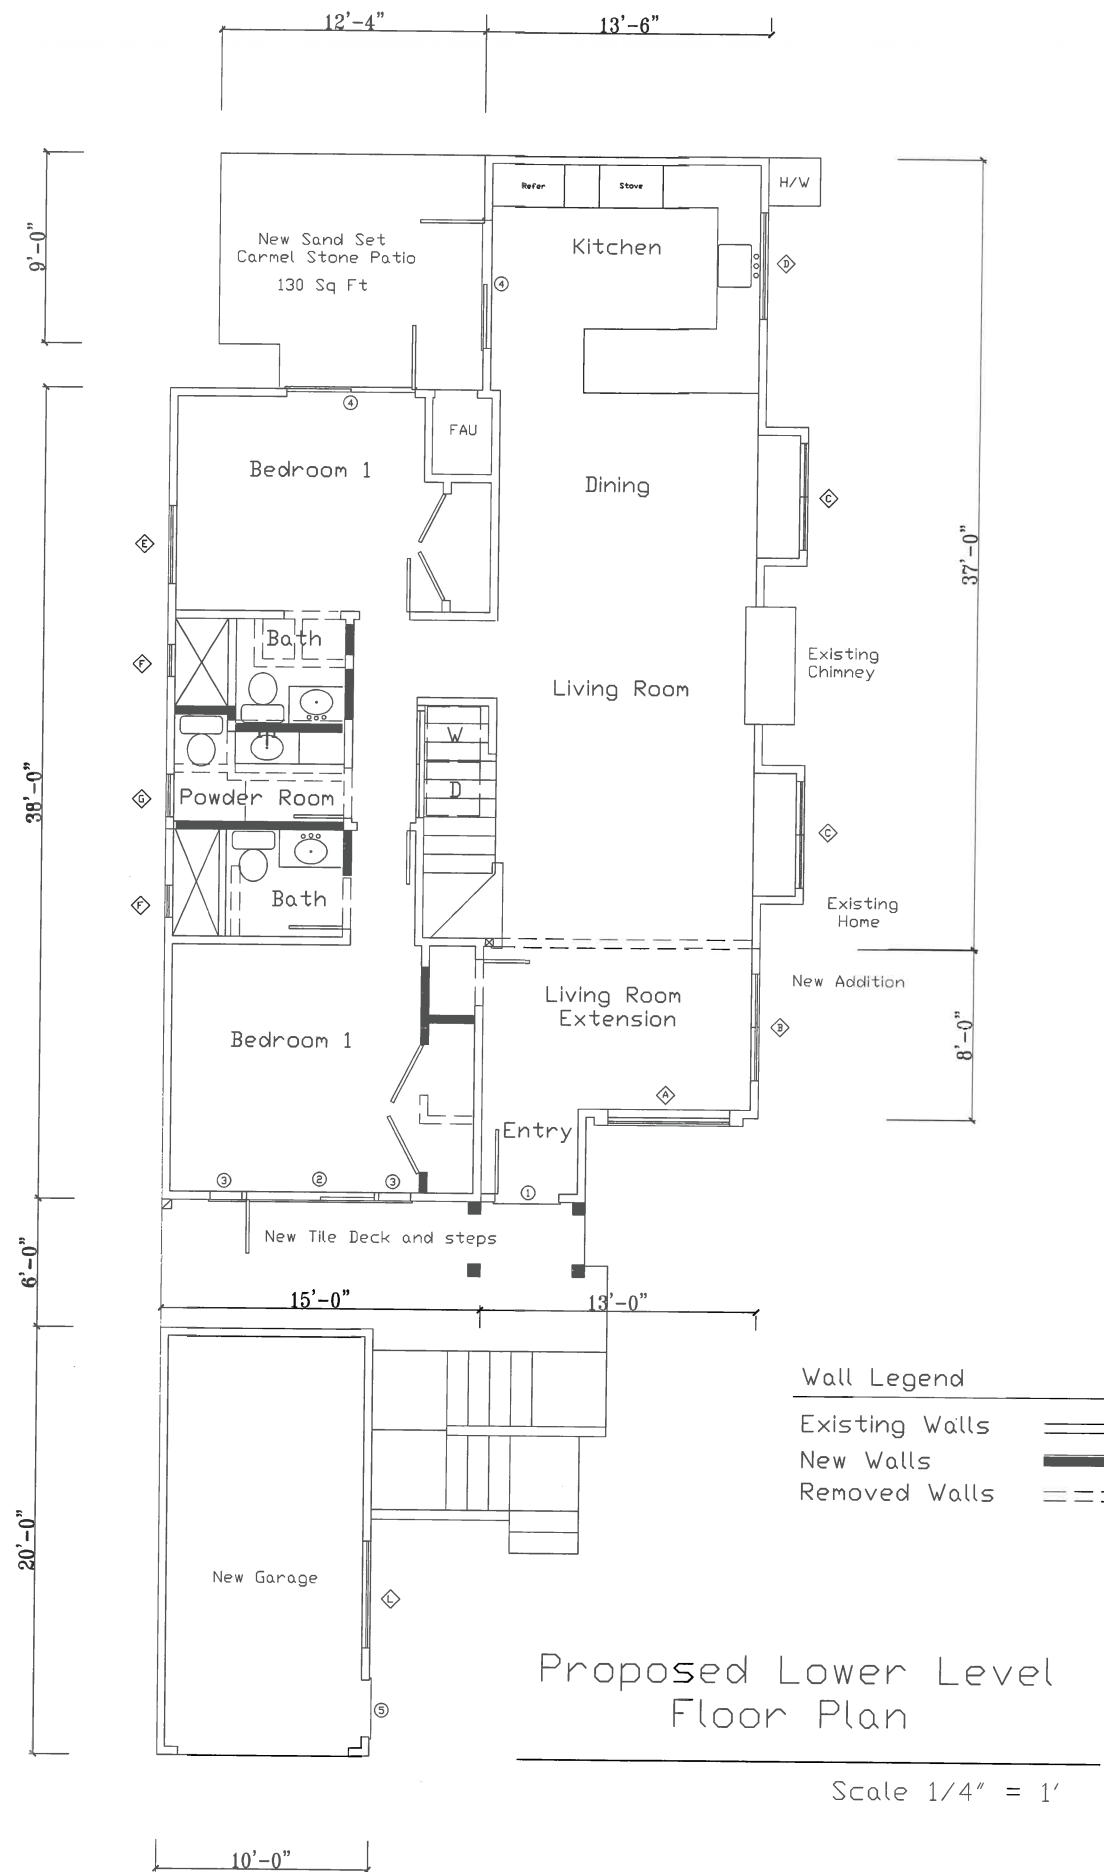 12'-4"
13'-6"
Refer
Stove
H/W
New Sand Set
Carmel Stone Patio
130 Sq Ft
Kitchen
9'-0"
D
4
4
FAU
Bedroom 1
Dining
C
E
37'-0"
Bath
F
Existing
Chimney
Living Room
W
D
38'-0"
G
Powder Room
C
Bath
F
Existing
Home
New Addition
Living Room
Extension
B
Bedroom 1
8'-0"
A
Entry
3
2
3
1
New Tile Deck and steps
6'-0"
15'-0"
13'-0"
Wall Legend
Existing Walls
New Walls
Removed Walls
20'-0"
New Garage
L
5
Proposed Lower Level
Floor Plan
Scale 1/4" = 1'
10'-0"